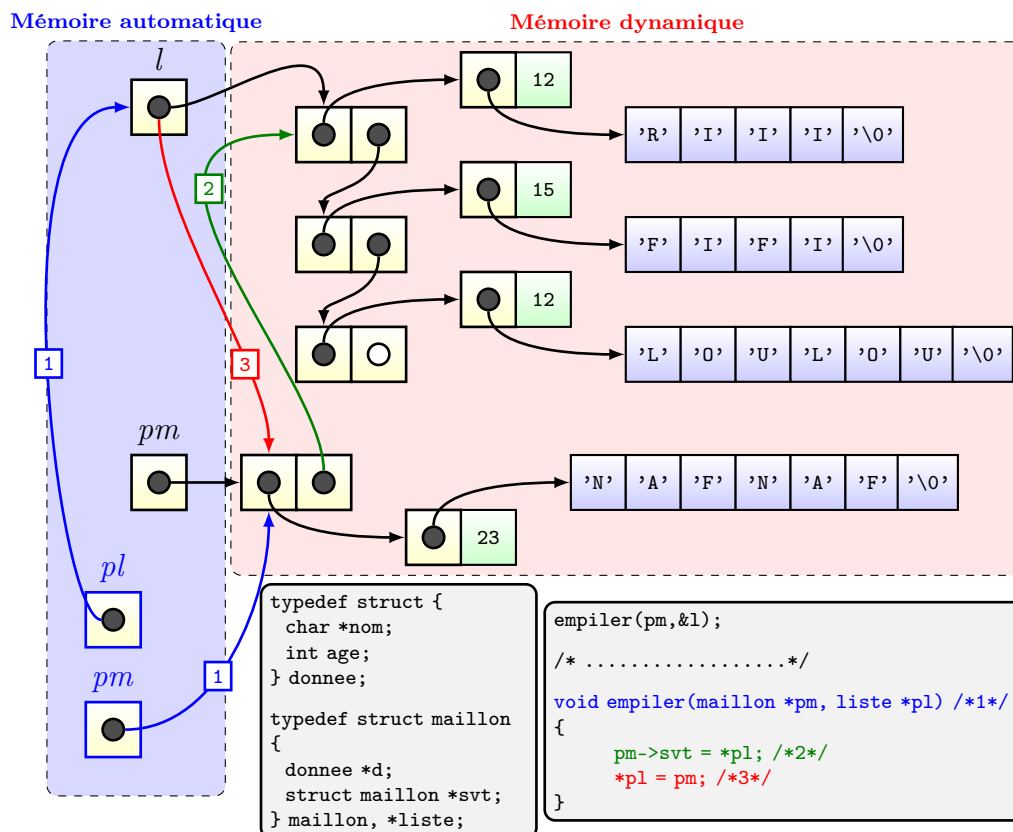 Mémoire automatique
Mémoire dynamique
l
12
'R' 'I' 'I' 'I' '\0'
2
15
'F' 'I' 'F' 'I' '\0'
12
1
3
'L' 'O' 'U' 'L' 'O' 'U' '\0'
pm
'N' 'A' 'F' 'N' 'A' 'F' '\0'
23
pl
pm
1
typedef struct {
char *nom;
int age;
} donnee;
typedef struct maillon
{
donnee *d;
struct maillon *svt;
} maillon, *liste;
empiler(pm,&l);
/* ..................*/
void empiler(maillon *pm, liste *pl) /*1*/
{
pm->svt = *pl; /*2*/
*pl = pm; /*3*/
}